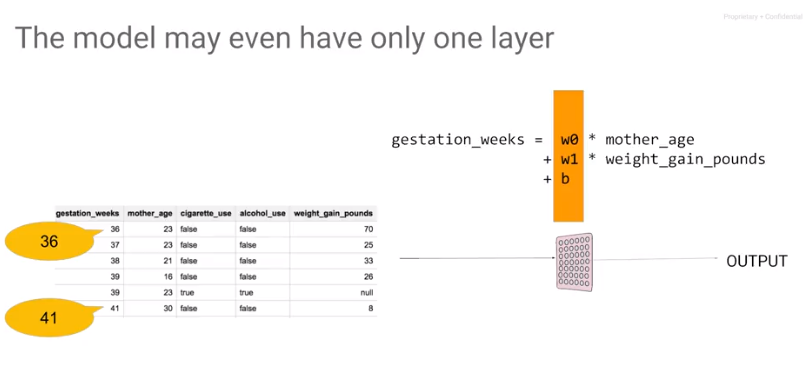 Proprietary • Confidential
The model may even have only one layer
gestation_weeks = w0 * mother_age
+ w1 * weight_gain_pounds
+ b
gestation_weeks mother_age cigarette_use alcohol_use weight_gain_pounds
36 23 false false 70
36
37 23 false false 25
38 21 false false 33
39 16 false false 26
39 23 true true null
41 30 false false 8
41
OUTPUT